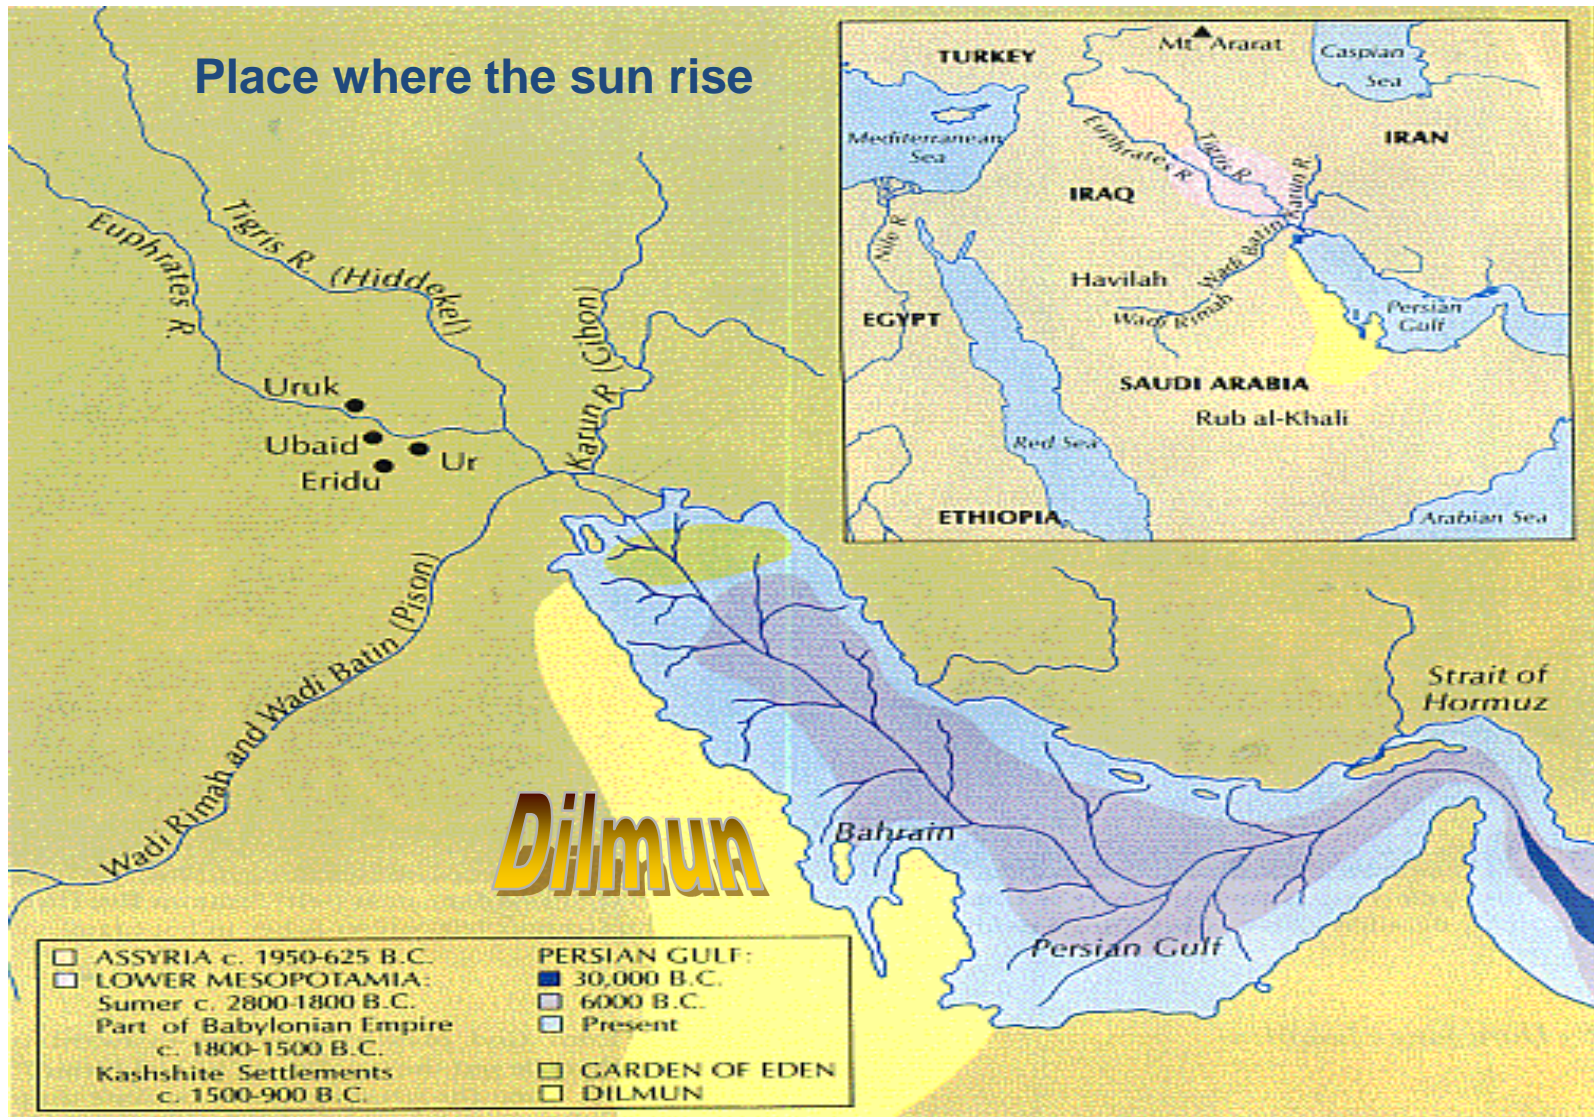 Place where the sun rise
Euphrates R.
Tigris R. (Hiddekel)
Karun R. (Gihon)
Uruk
Ubaid
Ur
Eridu
Wadi Rimah and Wadi Batin (Pison)
Dilmun
Bahrain
Persian Gulf
Strait of
Hormuz
TURKEY
Mt. Ararat
Caspian
Sea
Mediterranean
Sea
Euphrates R.
Tigris R.
Karun R.
IRAN
IRAQ
Nile R.
Wadi Batin
Havilah
Wadi Rimah
EGYPT
Persian
Gulf
SAUDI ARABIA
Rub al-Khali
Red Sea
ETHIOPIA
Arabian Sea
ASSYRIA c. 1950-625 B.C.
LOWER MESOPOTAMIA:
Sumer c. 2800-1800 B.C.
Part of Babylonian Empire
c. 1800-1500 B.C.
Kashshite Settlements
c. 1500-900 B.C.
PERSIAN GULF:
30,000 B.C.
6000 B.C.
Present
GARDEN OF EDEN
DILMUN